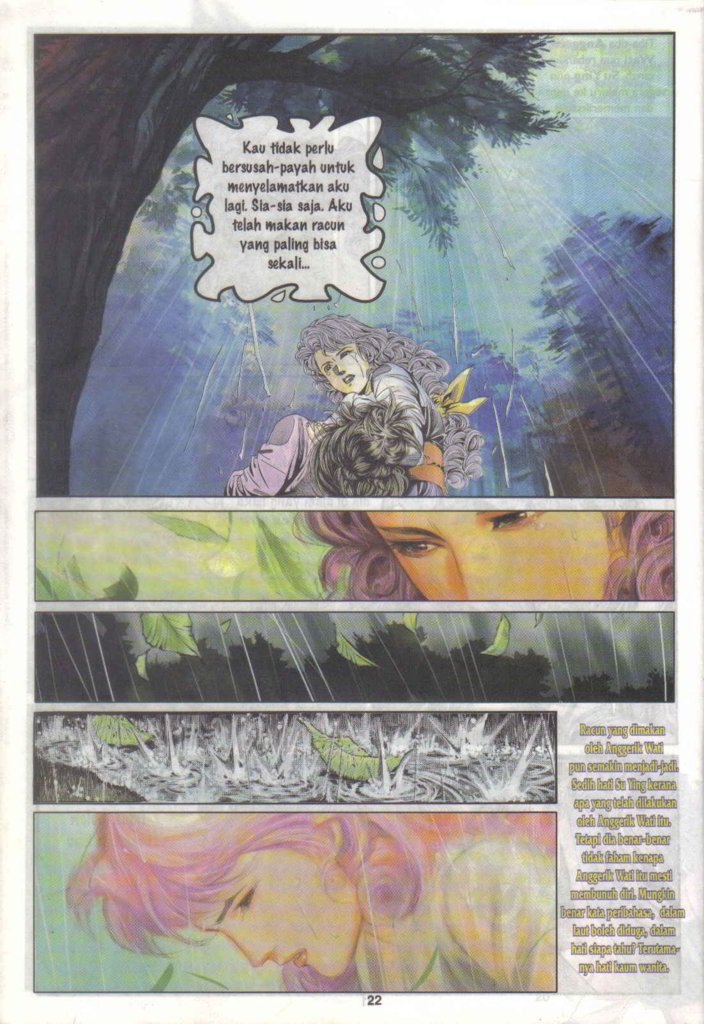 Kau tidak perlu
bersusah-payah untuk
menyelamatkan aku
lagi. Sia-sia saja. Aku
telah makan racun
yang paling bisa
sekali...
Racun yang dimakan
oleh Anggerik Wati
pun semakin menjadi-jadi.
Sedih hati Su Ying kerana
apa yang telah dilakukan
oleh Anggerik Wati itu.
Tetapi dia benar-benar
tidak faham kenapa
Anggerik Wati itu mesti
membunuh diri. Mungkin
benar kata peribahasa, dalam
laut boleh diduga, dalam
hati siapa tahu? Terutama-
nya hati kaum wanita.
22